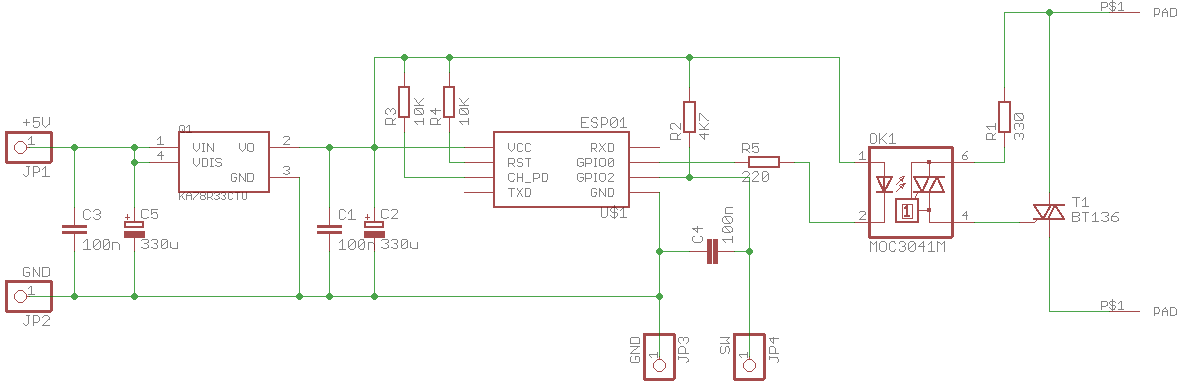 P$1 PAD
+5V
1
JP1
Q1
1 VIN VO 2
4 VDIS
GND 3
KA78R33CTU
R3 10K
R4 10K
ESP01
VCC RXD
RST GPIO0
CH_PD GPIO2
TXD GND
U$1
R2 4K7
R5
220
R1 330
OK1
1 6
2 4
1
MOC3041M
T1
BT136
C3
100n
C5
+
330u
C1
100n
C2
+
330u
C4 100n
GND
1
JP2
GND 1 JP3
SW 1 JP4
P$1 PAD